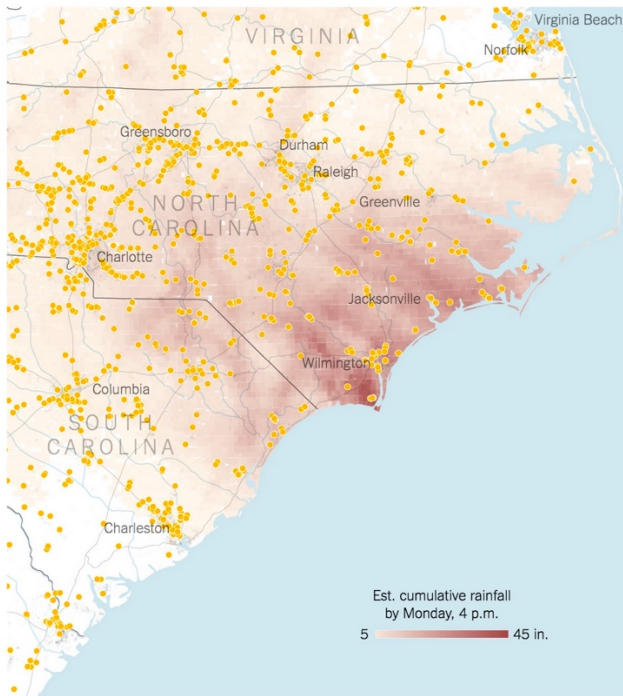 VIRGINIA
Virginia Beach
Norfolk
Greensboro
Durham
Raleigh
NORTH
CAROLINA
Greenville
Charlotte
Jacksonville
Wilmington
Columbia
SOUTH
CAROLINA
Charleston
Est. cumulative rainfall
by Monday, 4 p.m.
5 45 in.